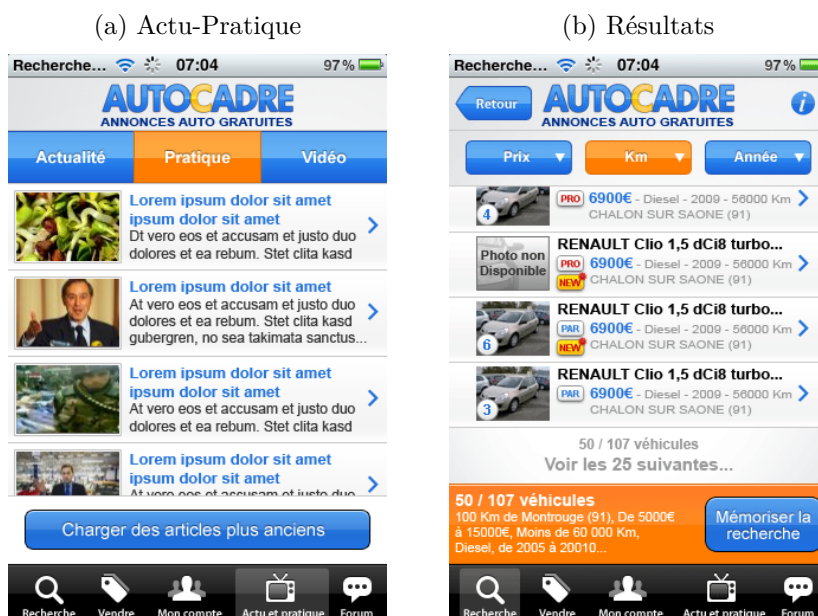 (a) Actu-Pratique
Recherche... 07:04 97 %
AUTOCADRE
ANNONCES AUTO GRATUITES
Actualité Pratique Vidéo
Lorem ipsum dolor sit amet
ipsum dolor sit amet
Dt vero eos et accusam et justo duo
dolores et ea rebum. Stet clita kasd
Lorem ipsum dolor sit amet
At vero eos et accusam et justo duo
dolores et ea rebum. Stet clita kasd
gubergren, no sea takimata sanctus...
Lorem ipsum dolor sit amet
ipsum dolor sit amet
At vero eos et accusam et justo duo
dolores et ea rebum. Stet clita kasd
Lorem ipsum dolor sit amet
ipsum dolor sit amet
At vero eos et accusam et justo duo
Charger des articles plus anciens
Recherche Vendre Mon compte Actu et pratique Forum
(b) Résultats
Recherche... 07:04 97 %
Retour AUTOCADRE i
ANNONCES AUTO GRATUITES
Prix Km Année
4 PRO 6900€ - Diesel - 2009 - 56000 Km
CHALON SUR SAONE (91)
RENAULT Clio 1,5 dCi8 turbo...
Photo non
Disponible
PRO 6900€ - Diesel - 2009 - 56000 Km
NEW CHALON SUR SAONE (91)
RENAULT Clio 1,5 dCi8 turbo...
PAR 6900€ - Diesel - 2009 - 56000 Km
6 NEW CHALON SUR SAONE (91)
RENAULT Clio 1,5 dCi8 turbo...
PAR 6900€ - Diesel - 2009 - 56000 Km
3 CHALON SUR SAONE (91)
50 / 107 véhicules
Voir les 25 suivantes...
50 / 107 véhicules
100 Km de Montrouge (91), De 5000€
à 15000€, Moins de 60 000 Km,
Diesel, de 2005 à 20010...
Mémoriser la
recherche
Recherche Vendre Mon compte Actu et pratique Forum